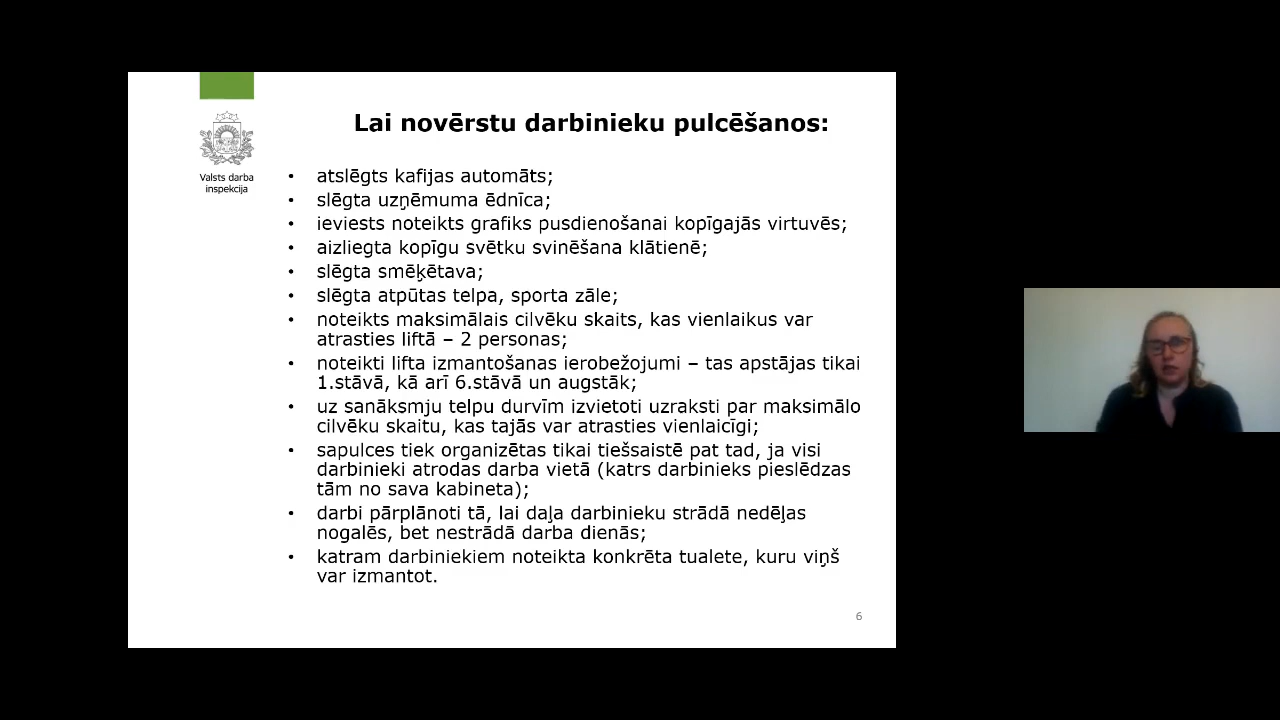 Valsts darba
inspekcija
Lai novērstu darbinieku pulcēšanos:
• atslēgts kafijas automāts;
• slēgta uzņēmuma ēdnīca;
• ieviests noteikts grafiks pusdienošanai kopīgajās virtuvēs;
• aizliegta kopīgu svētku svinēšana klātienē;
• slēgta smēķētava;
• slēgta atpūtas telpa, sporta zāle;
• noteikts maksimālais cilvēku skaits, kas vienlaikus var
atrasties liftā – 2 personas;
• noteikti lifta izmantošanas ierobežojumi – tas apstājas tikai
1.stāvā, kā arī 6.stāvā un augstāk;
• uz sanāksmju telpu durvīm izvietoti uzraksti par maksimālo
cilvēku skaitu, kas tajās var atrasties vienlaicīgi;
• sapulces tiek organizētas tikai tiešsaistē pat tad, ja visi
darbinieki atrodas darba vietā (katrs darbinieks pieslēdzas
tām no sava kabineta);
• darbi pārplānoti tā, lai daļa darbinieku strādā nedēļas
nogalēs, bet nestrādā darba dienās;
• katram darbiniekiem noteikta konkrēta tualete, kuru viņš
var izmantot.
6